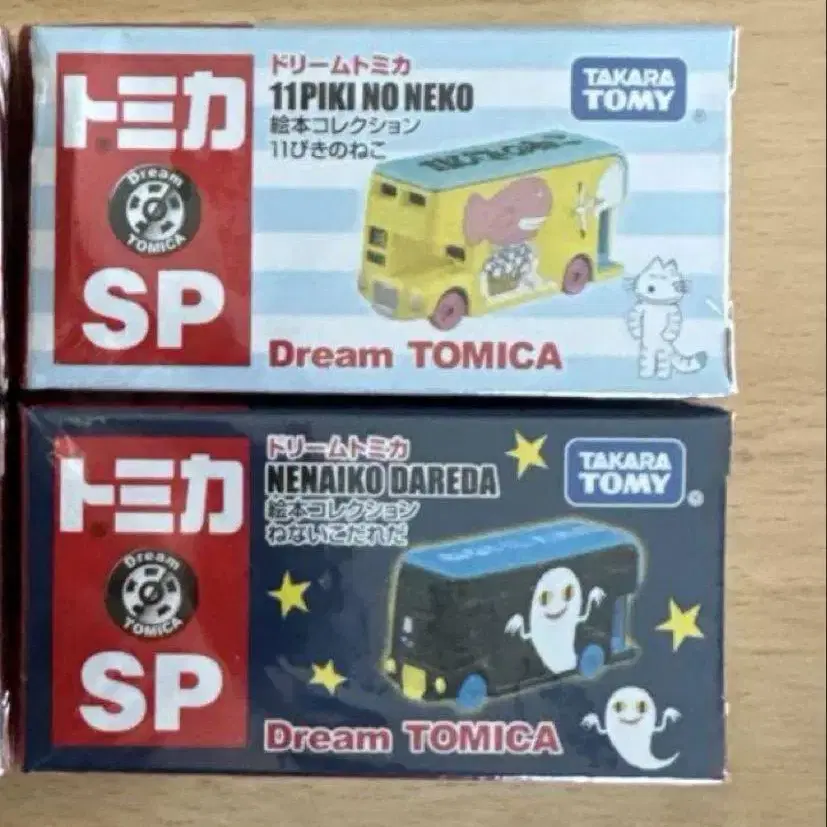 トミカ
Dream
TOMICA
SP
ドリームトミカ
11PIKI NO NEKO
絵本コレクション
11ぴきのねこ
TAKARA
TOMY
Dream TOMICA
トミカ
Dream
TOMICA
SP
ドリームトミカ
NENAIKO DAREDA
絵本コレクション
ねないこだれだ
TAKARA
TOMY
Dream TOMICA